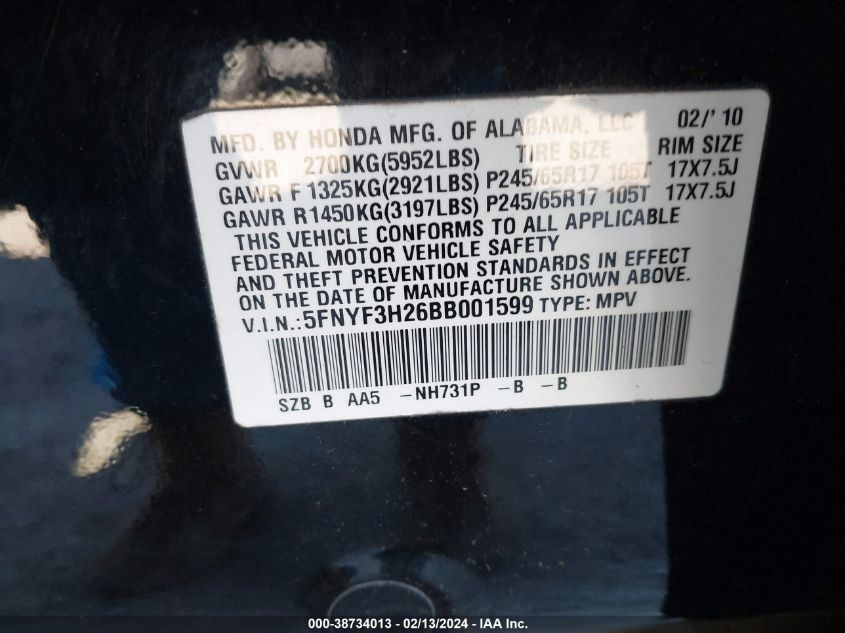 MFD. BY HONDA MFG. OF ALABAMA, LLC 02/' 10
GVWR 2700KG(5952LBS) TIRE SIZE RIM SIZE
GAWR F 1325KG(2921LBS) P245/65R17 105T 17X7.5J
GAWR R1450KG(3197LBS) P245/65R17 105T 17X7.5J
THIS VEHICLE CONFORMS TO ALL APPLICABLE
FEDERAL MOTOR VEHICLE SAFETY
AND THEFT PREVENTION STANDARDS IN EFFECT
ON THE DATE OF MANUFACTURE SHOWN ABOVE.
V.I.N.:5FNYF3H26BB001599 TYPE: MPV
SZB B AA5 -NH731P -B -B
000-38734013 - 02/13/2024 - IAA Inc.